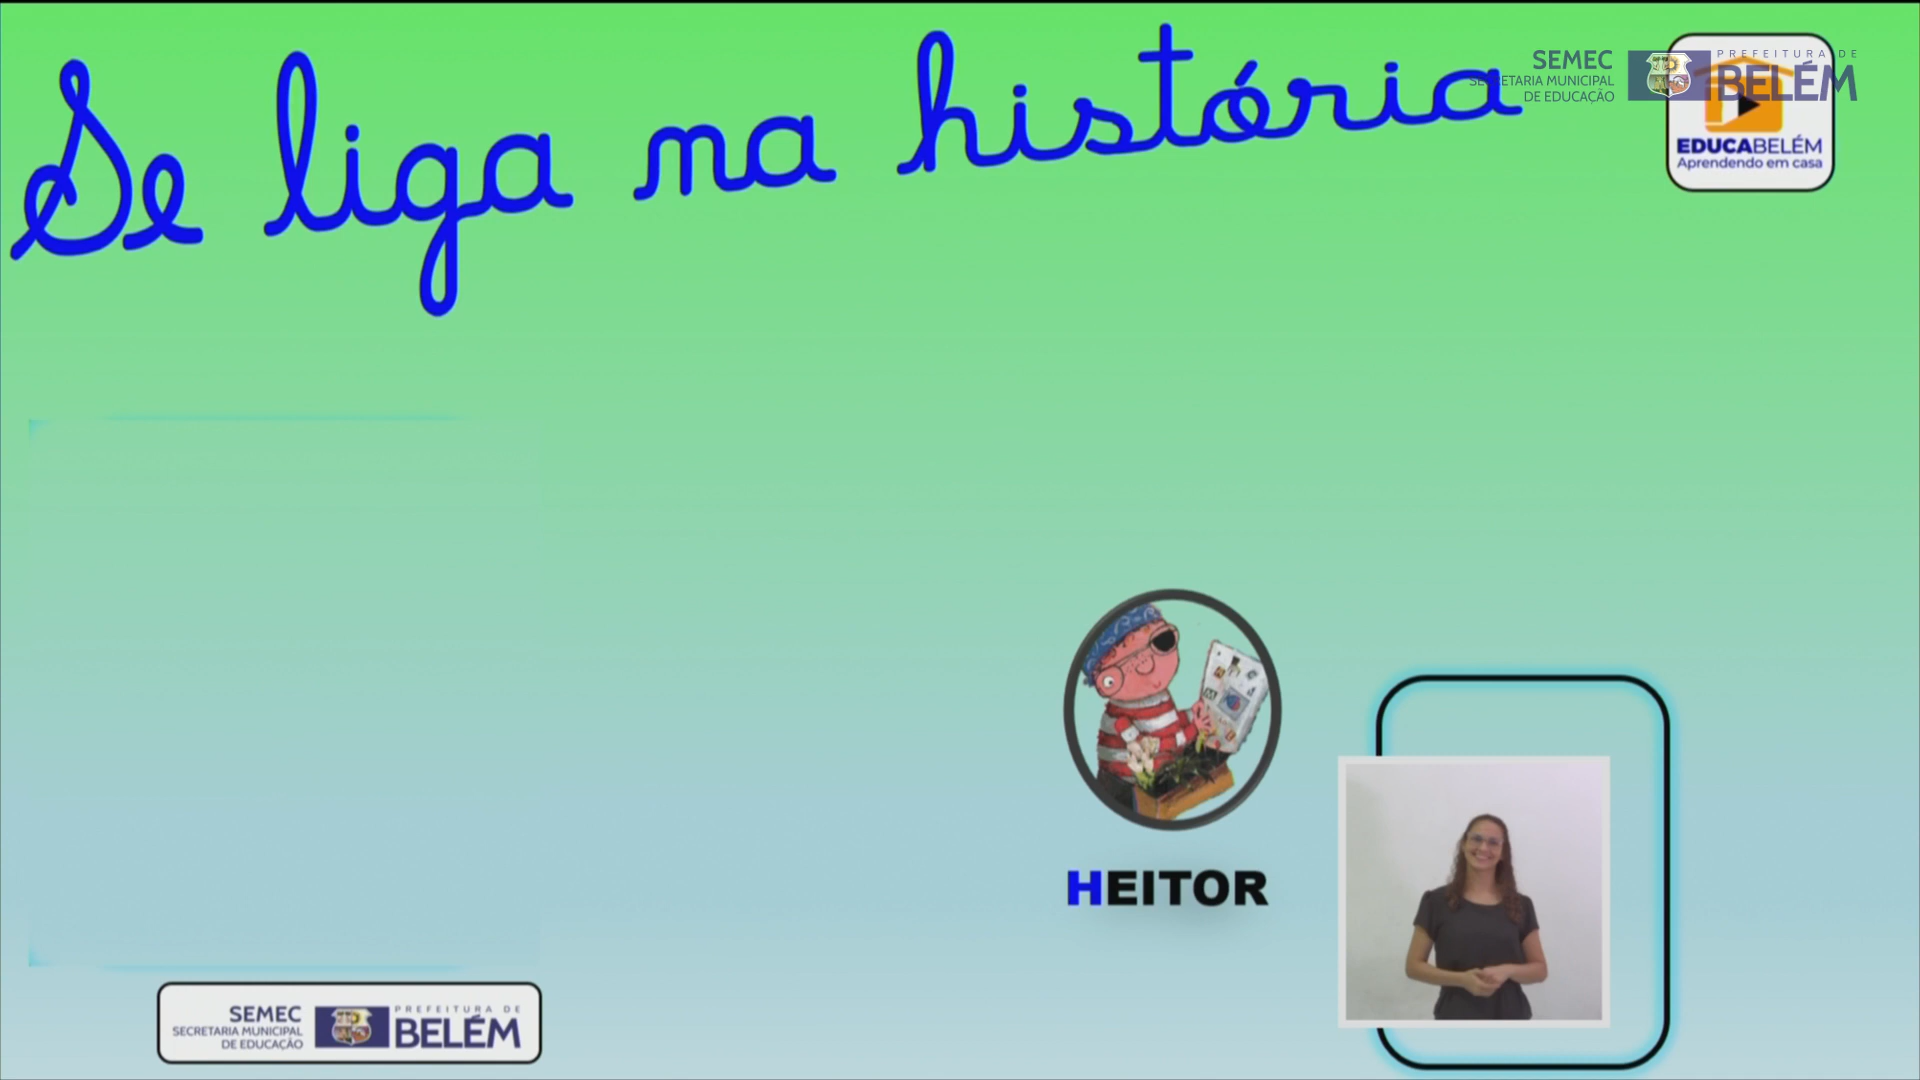 Se liga na história
SEMEC
SECRETARIA MUNICIPAL
DE EDUCAÇÃO
PREFEITURA DE
BELÉM
EDUCABELÉM
Aprendendo em casa
HEITOR
SEMEC
SECRETARIA MUNICIPAL
DE EDUCAÇÃO
PREFEITURA DE
BELÉM